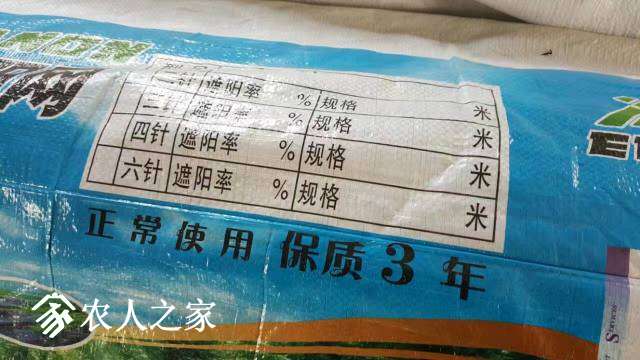 二针 遮阳率 % 规格 米
三针 遮阳率 % 规格 米
四针 遮阳率 % 规格 米
六针 遮阳率 % 规格 米
正常使用 保质3年
农人之家